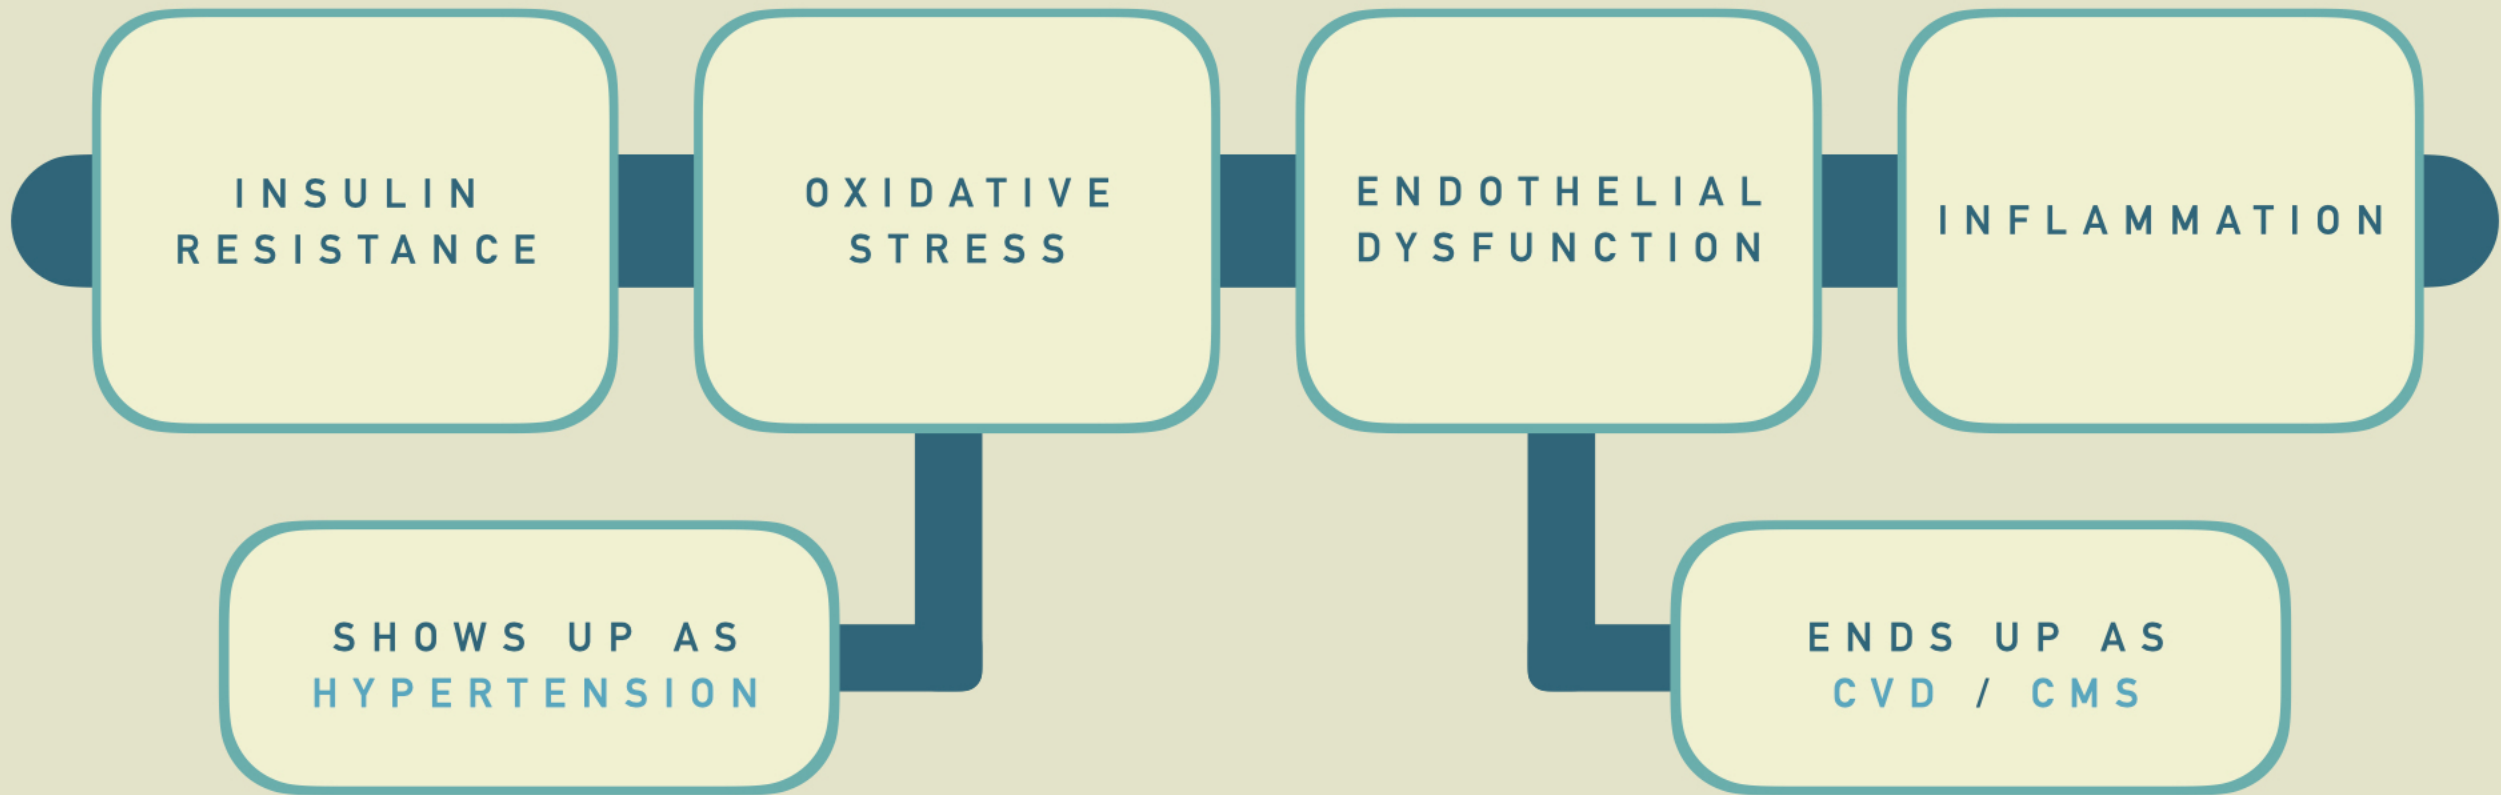 INSULIN
RESISTANCE
OXIDATIVE
STRESS
ENDOTHELIAL
DYSFUNCTION
INFLAMMATION
SHOWS UP AS
HYPERTENSION
ENDS UP AS
CVD / CMS